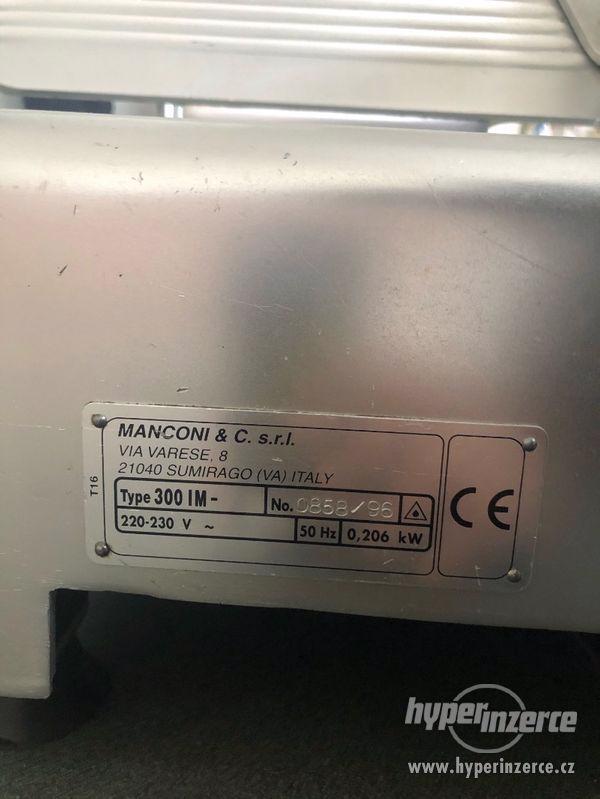 MANCONI & C. s.r.l.
VIA VARESE, 8
21040 SUMIRAGO (VA) ITALY
T16
Type 300 IM- No. 0858/96
220-230 V ~ 50 Hz 0,206 kW
CE
hyperinzerce
www.hyperinzerce.cz